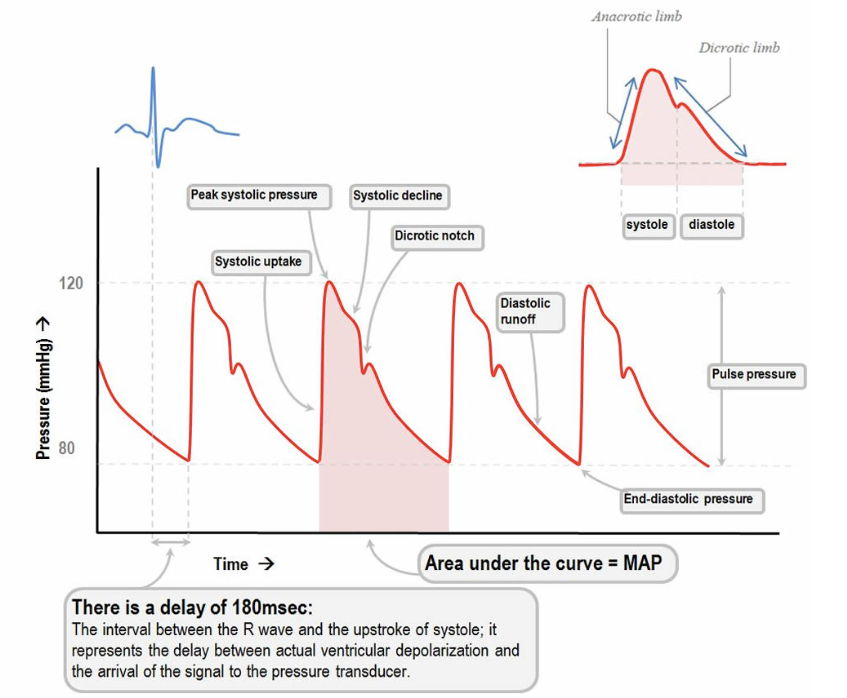 Anacrotic limb
Dicrotic limb
systole
diastole
Peak systolic pressure
Systolic decline
Dicrotic notch
Systolic uptake
Diastolic
runoff
120
80
Pressure (mmHg) →
Pulse pressure
End-diastolic pressure
Time →
Area under the curve = MAP
There is a delay of 180msec:
The interval between the R wave and the upstroke of systole; it
represents the delay between actual ventricular depolarization and
the arrival of the signal to the pressure transducer.